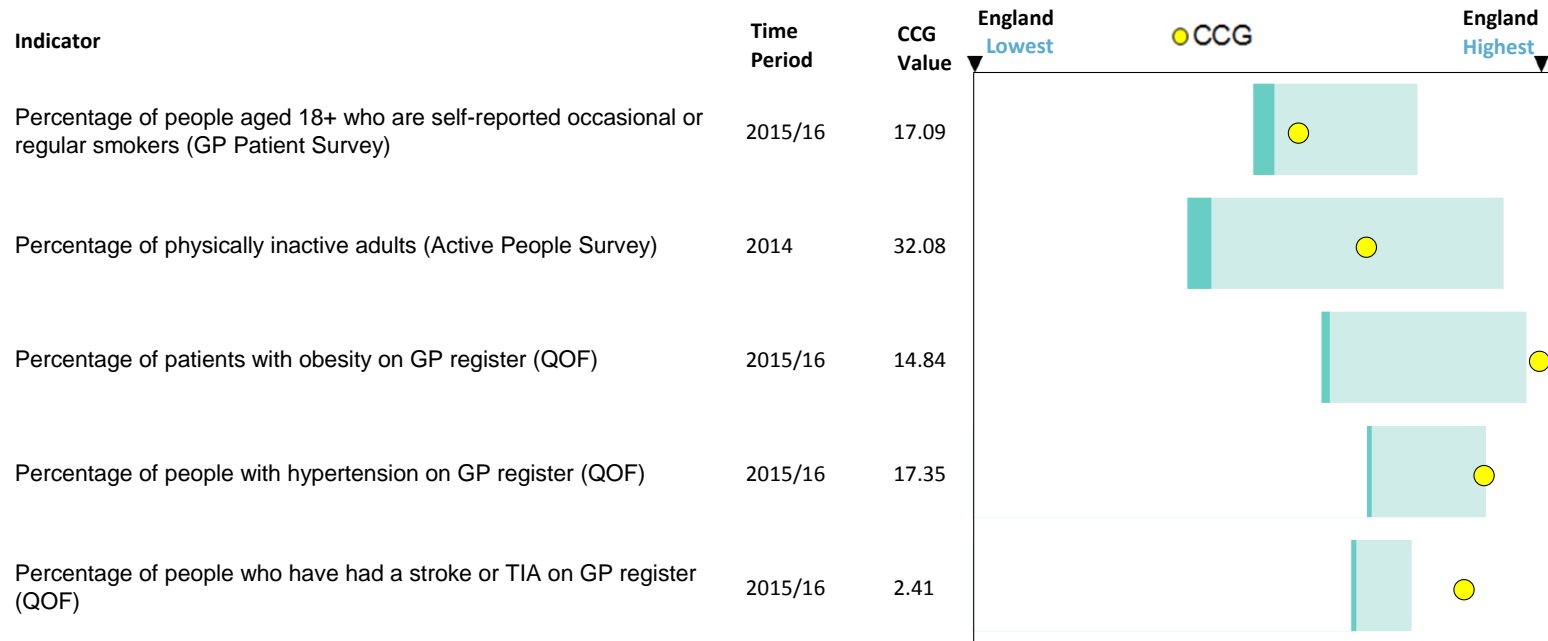 Indicator
Time Period
CCG Value
England Lowest
CCG
England Highest
Percentage of people aged 18+ who are self-reported occasional or
regular smokers (GP Patient Survey)
2015/16
17.09
Percentage of physically inactive adults (Active People Survey)
2014
32.08
Percentage of patients with obesity on GP register (QOF)
2015/16
14.84
Percentage of people with hypertension on GP register (QOF)
2015/16
17.35
Percentage of people who have had a stroke or TIA on GP register
(QOF)
2015/16
2.41